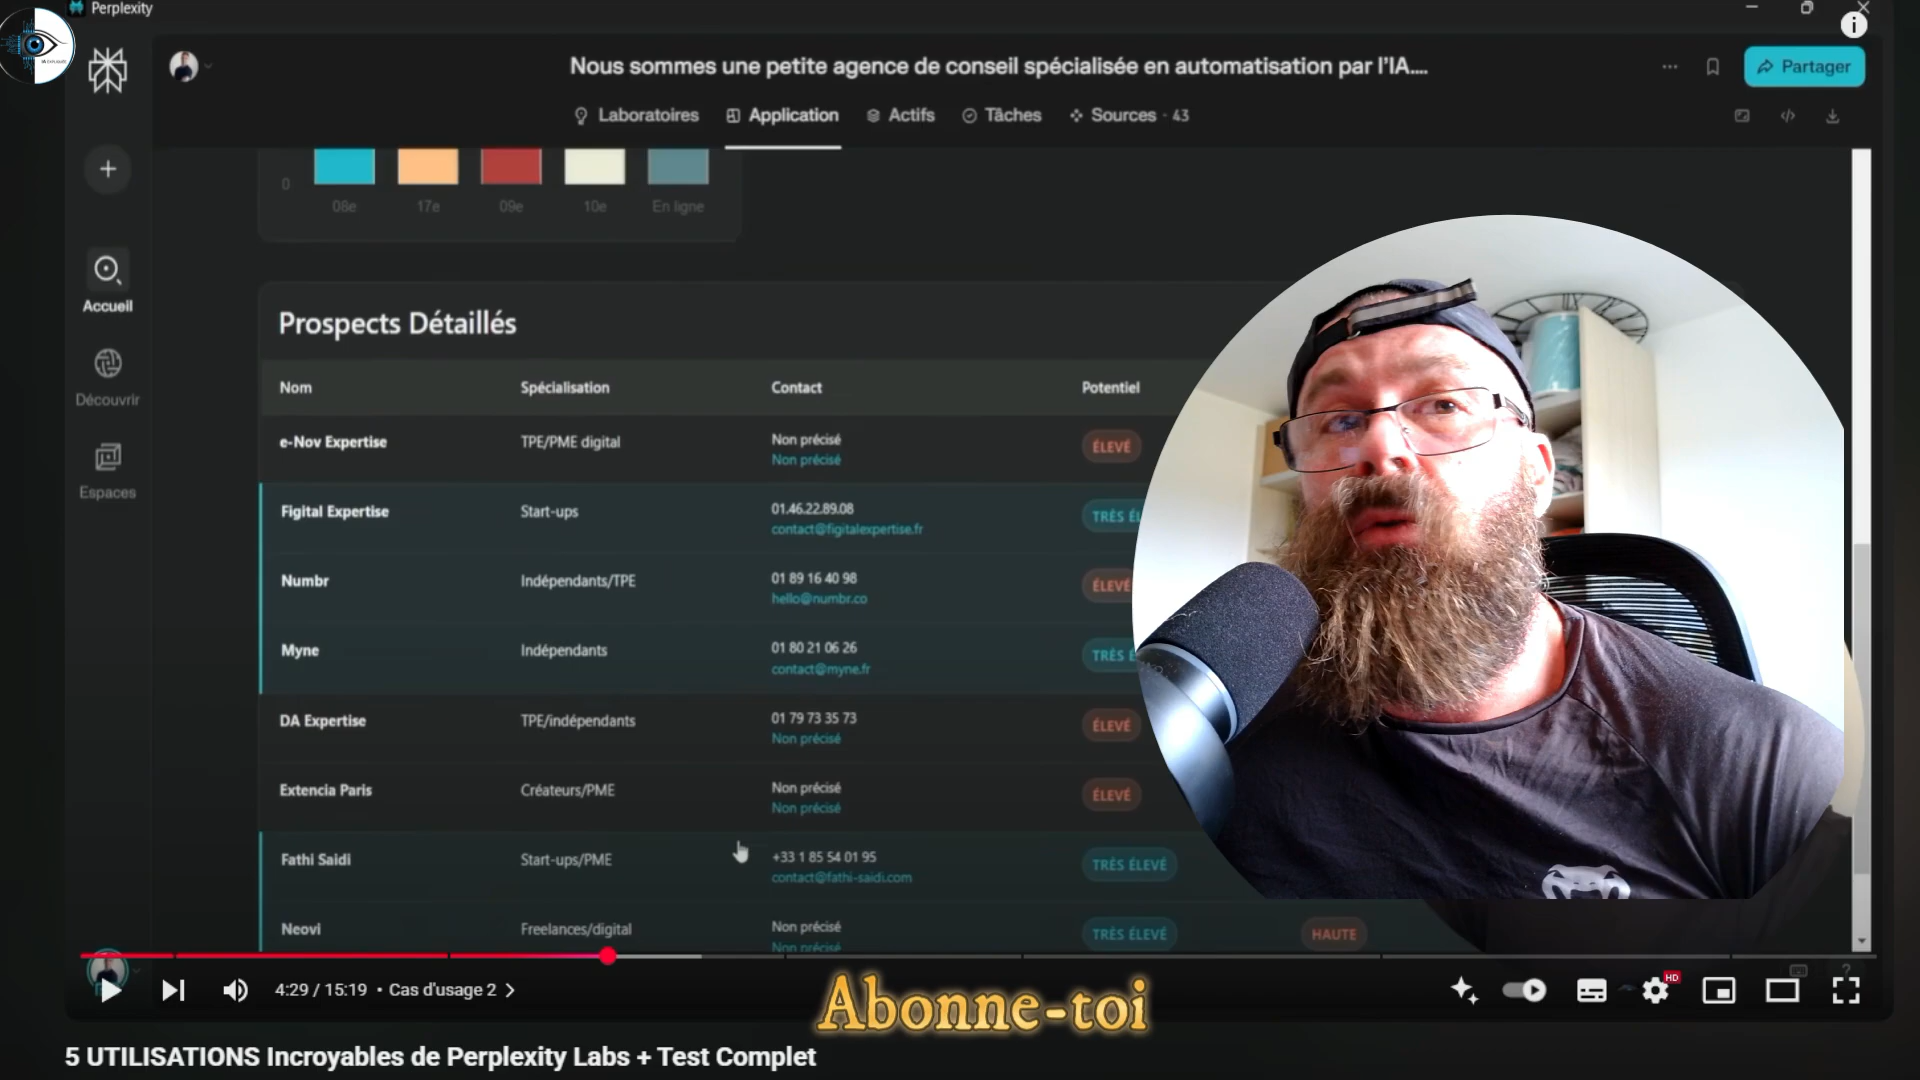 Perplexity
Nous sommes une petite agence de conseil spécialisée en automatisation par l'IA....
Partager
Laboratoires
Application
Actifs
Tâches
Sources · 43
0
08e
17e
09e
10e
En ligne
Accueil
Découvrir
Espaces
Prospects Détaillés
Nom Spécialisation Contact Potentiel
e-Nov Expertise TPE/PME digital Non précisé ÉLEVÉ
Non précisé
Figital Expertise Start-ups 01.46.22.89.08 TRÈS ÉL
contact@figitalexpertise.fr
Numbr Indépendants/TPE 01 89 16 40 98 ÉLEVÉ
hello@numbr.co
Myne Indépendants 01 80 21 06 26 TRÈS É
contact@myne.fr
DA Expertise TPE/indépendants 01 79 73 35 73 ÉLEVÉ
Non précisé
Extencia Paris Créateurs/PME Non précisé ÉLEVÉ
Non précisé
Fathi Saidi Start-ups/PME +33 1 85 54 01 95 TRÈS ÉLEVÉ
contact@fathi-saidi.com
Neovi Freelances/digital Non précisé TRÈS ÉLEVÉ HAUTE
Non précisé
4:29 / 15:19 • Cas d'usage 2
HD
Abonne-toi
5 UTILISATIONS Incroyables de Perplexity Labs + Test Complet